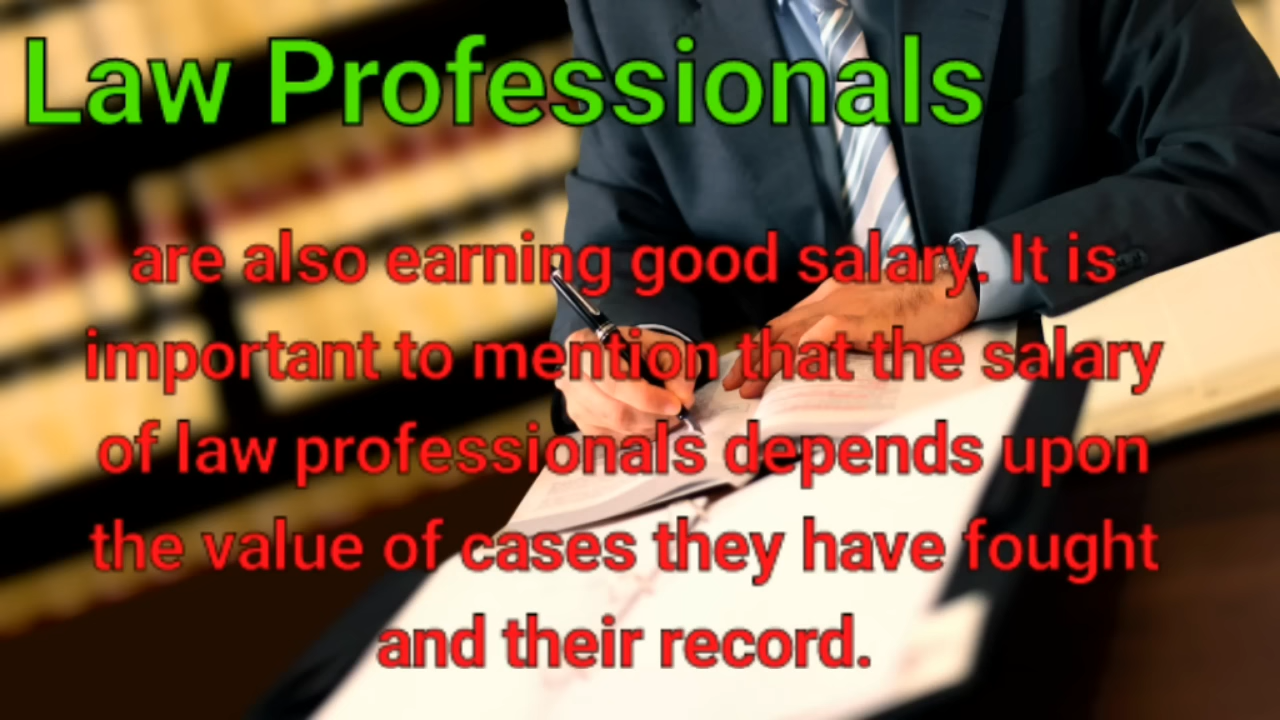 Law Professionals
are also earning good salary. It is
important to mention that the salary
of law professionals depends upon
the value of cases they have fought
and their record.